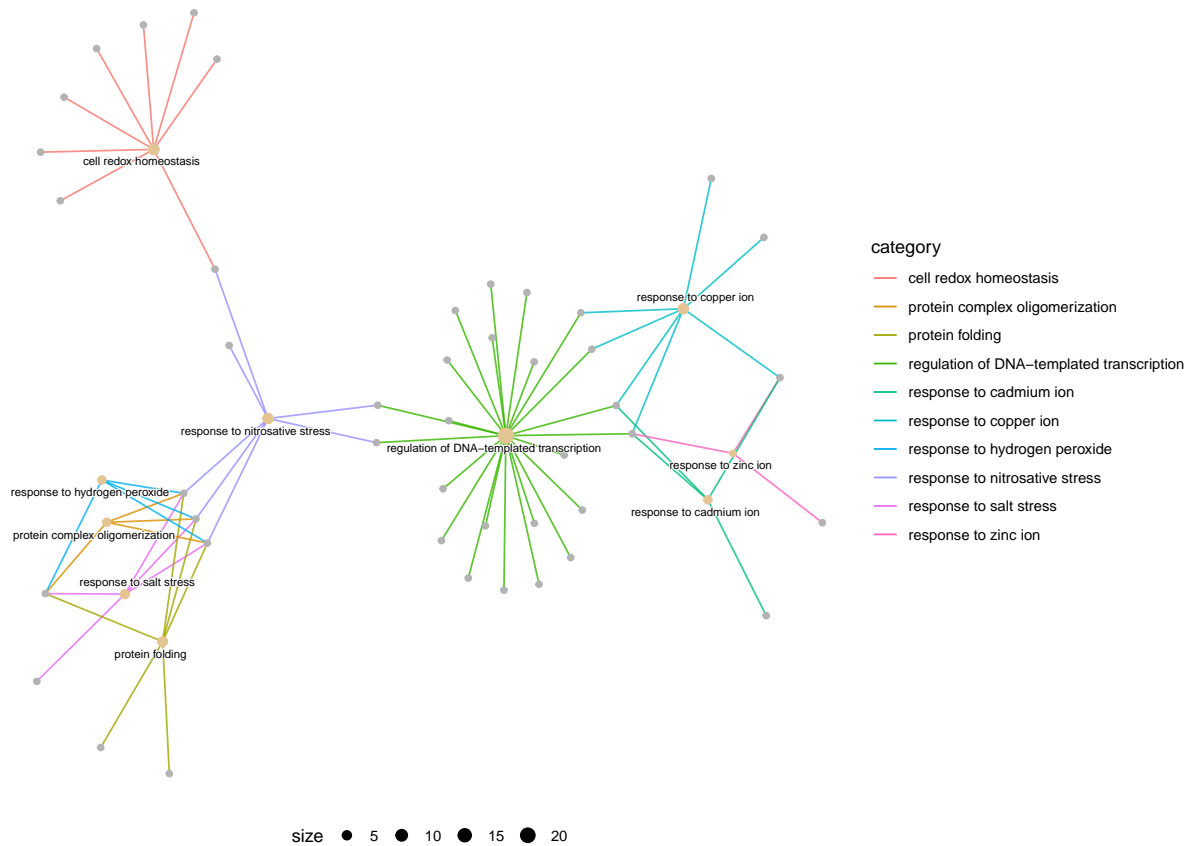 cell redox homeostasis
response to copper ion
response to nitrosative stress
regulation of DNA−templated transcription
response to zinc ion
response to hydrogen peroxide
response to cadmium ion
protein complex oligomerization
response to salt stress
protein folding
category
cell redox homeostasis
protein complex oligomerization
protein folding
regulation of DNA−templated transcription
response to cadmium ion
response to copper ion
response to hydrogen peroxide
response to nitrosative stress
response to salt stress
response to zinc ion
size 5 10 15 20